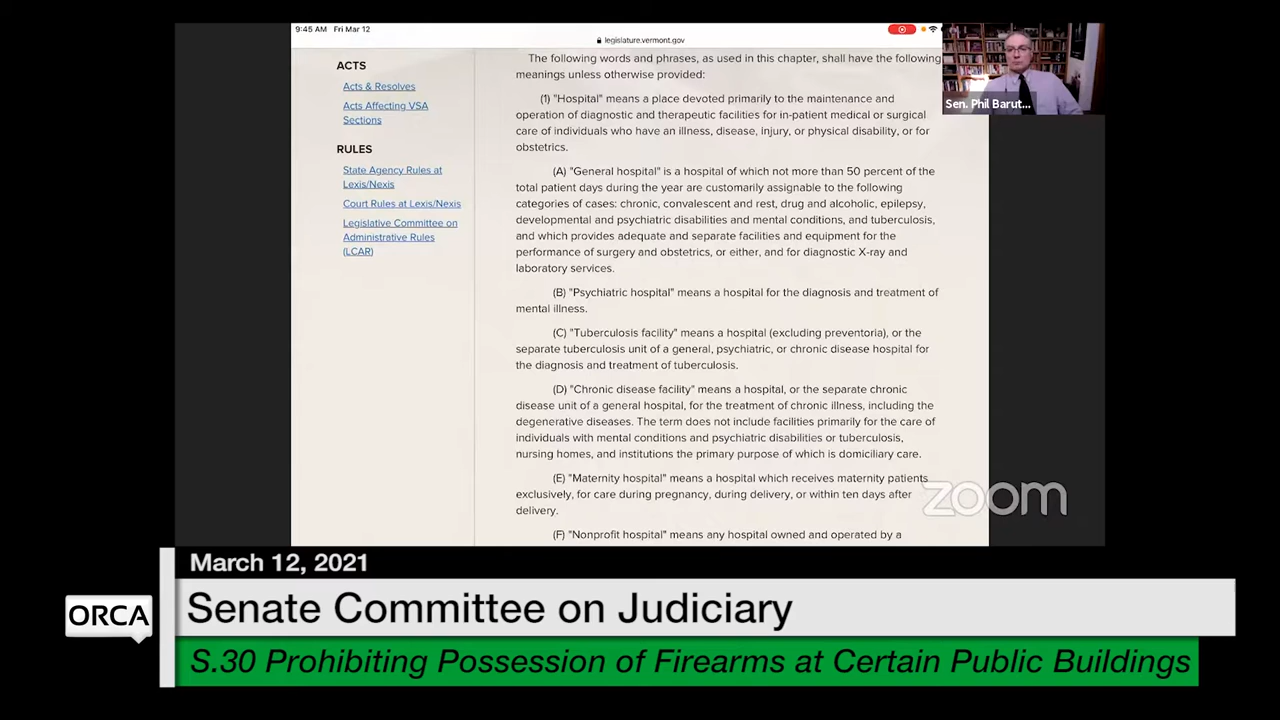 9:45 AM Fri Mar 12
legislature.vermont.gov
ACTS
Acts & Resolves
Acts Affecting VSA
Sections
RULES
State Agency Rules at
Lexis/Nexis
Court Rules at Lexis/Nexis
Legislative Committee on
Administrative Rules
(LCAR)
The following words and phrases, as used in this chapter, shall have the following
meanings unless otherwise provided:
(1) "Hospital" means a place devoted primarily to the maintenance and
operation of diagnostic and therapeutic facilities for in-patient medical or surgical
care of individuals who have an illness, disease, injury, or physical disability, or for
obstetrics.
(A) "General hospital" is a hospital of which not more than 50 percent of the
total patient days during the year are customarily assignable to the following
categories of cases: chronic, convalescent and rest, drug and alcoholic, epilepsy,
developmental and psychiatric disabilities and mental conditions, and tuberculosis,
and which provides adequate and separate facilities and equipment for the
performance of surgery and obstetrics, or either, and for diagnostic X-ray and
laboratory services.
(B) "Psychiatric hospital" means a hospital for the diagnosis and treatment of
mental illness.
(C) "Tuberculosis facility" means a hospital (excluding preventoria), or the
separate tuberculosis unit of a general, psychiatric, or chronic disease hospital for
the diagnosis and treatment of tuberculosis.
(D) "Chronic disease facility" means a hospital, or the separate chronic
disease unit of a general hospital, for the treatment of chronic illness, including the
degenerative diseases. The term does not include facilities primarily for the care of
individuals with mental conditions and psychiatric disabilities or tuberculosis,
nursing homes, and institutions the primary purpose of which is domiciliary care.
(E) "Maternity hospital" means a hospital which receives maternity patients
exclusively, for care during pregnancy, during delivery, or within ten days after
delivery.
(F) "Nonprofit hospital" means any hospital owned and operated by a
Sen. Phil Barut...
zoom
March 12, 2021
ORCA
Senate Committee on Judiciary
S.30 Prohibiting Possession of Firearms at Certain Public Buildings